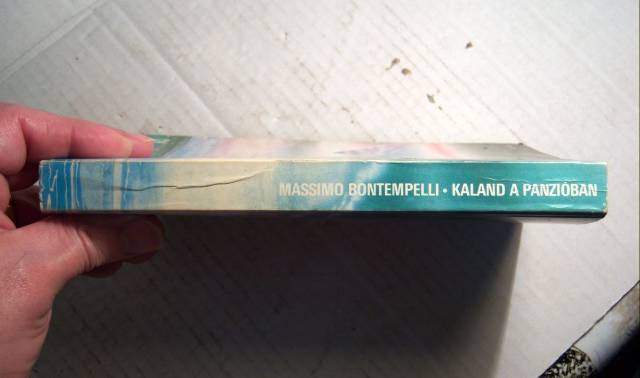 MASSIMO BONTEMPELLI • KALAND A PANZIÓBAN